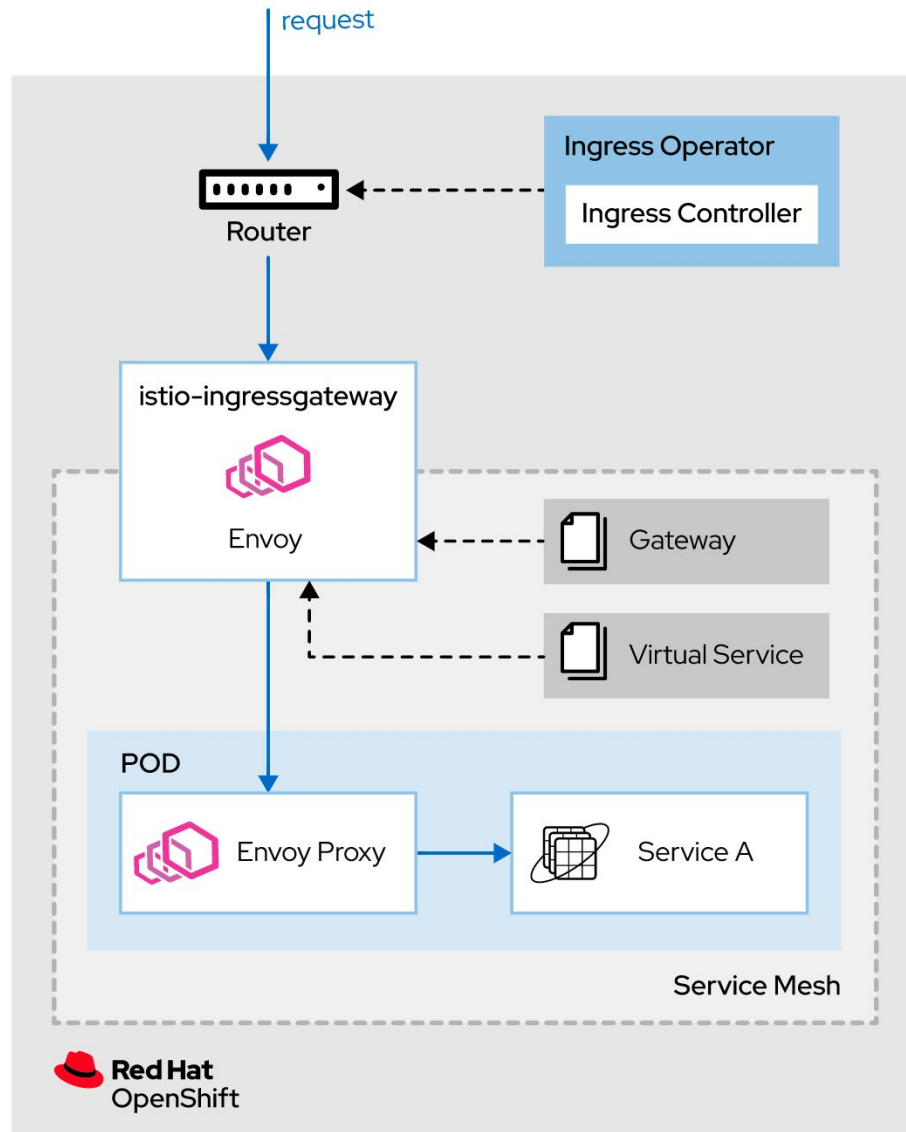 request
Ingress Operator
Ingress Controller
Router
istio-ingressgateway
Envoy
Gateway
Virtual Service
POD
Envoy Proxy
Service A
Service Mesh
Red Hat
OpenShift